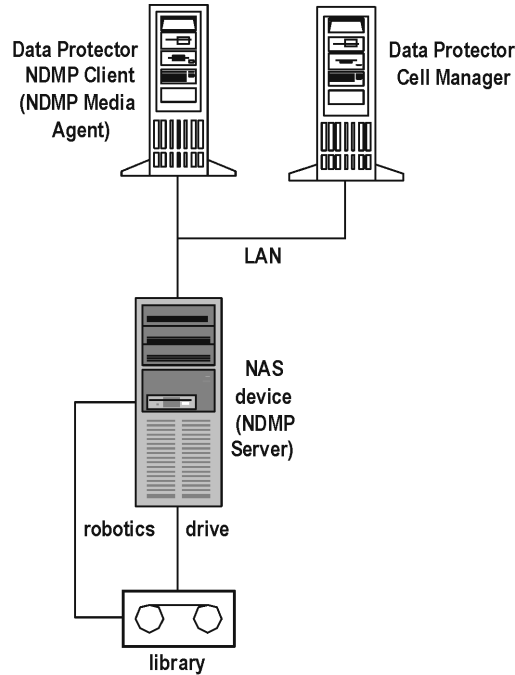 Data Protector
NDMP Client
(NDMP Media
Agent)
Data Protector
Cell Manager
LAN
NAS
device
(NDMP
Server)
robotics
drive
library